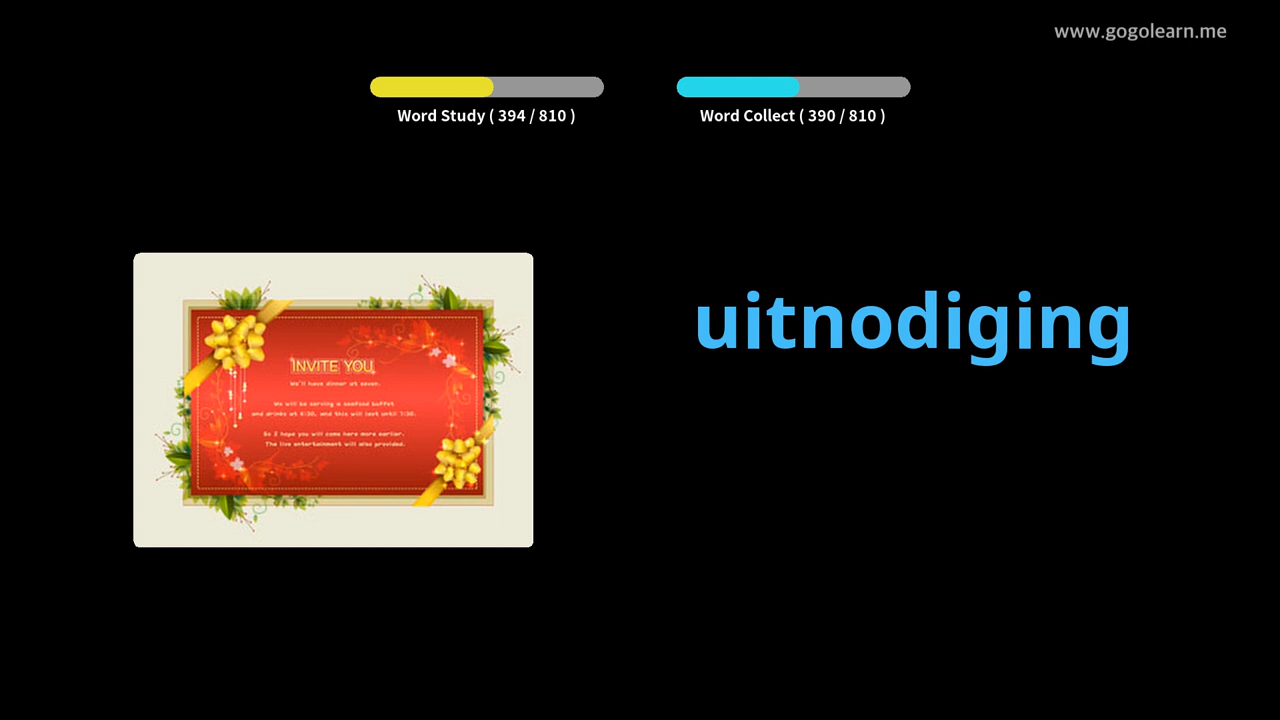 www.gogolearn.me
Word Study ( 394 / 810 )
Word Collect ( 390 / 810 )
uitnodiging
INVITE YOU
We'll have dinner at seven.
We will be serving a seafood buffet
and drinks at 6:30, and this will last until 7:30.
So I hope you will come here more earlier.
The live entertainment will also provided.